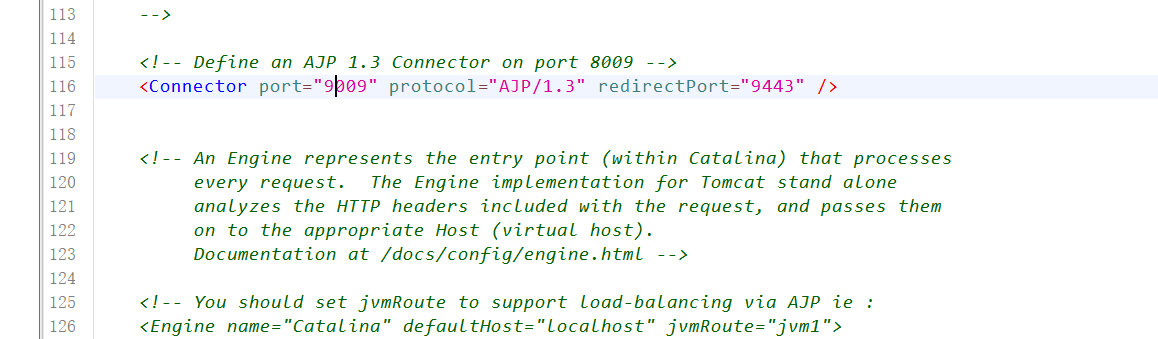 113 -->
114
115 <!-- Define an AJP 1.3 Connector on port 8009 -->
116 <Connector port="9009" protocol="AJP/1.3" redirectPort="9443" />
117
118
119 <!-- An Engine represents the entry point (within Catalina) that processes
120 every request.  The Engine implementation for Tomcat stand alone
121 analyzes the HTTP headers included with the request, and passes them
122 on to the appropriate Host (virtual host).
123 Documentation at /docs/config/engine.html -->
124
125 <!-- You should set jvmRoute to support load-balancing via AJP ie :
126 <Engine name="Catalina" defaultHost="localhost" jvmRoute="jvm1">